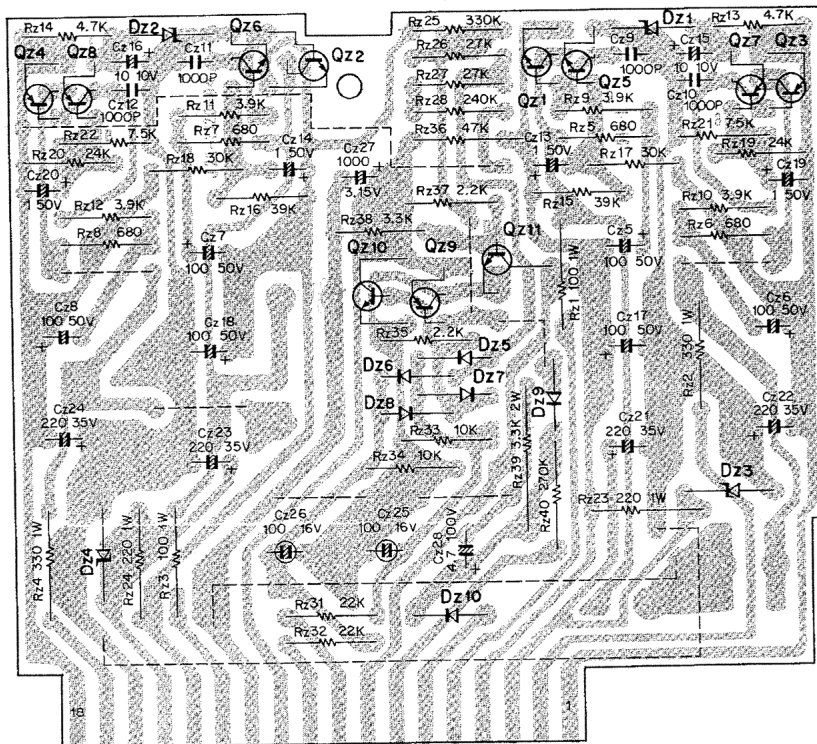 Rz14 4.7K
Dz2
Qz6
Rz25 330K
Dz1
Rz13 4.7K
Qz4
Qz8
Cz16
10 10V
Cz11
1000P
Rz26 27K
Cz9
1000P
Cz15
10 10V
Qz7
Qz3
Qz2
Rz27 27K
Qz5
Cz12
1000P
Rz11 3.9K
Rz28 240K
Qz1
Rz9 3.9K
Cz10
1000P
Rz22 7.5K
Rz7 680
Rz36 47K
Rz5 680
Rz21 7.5K
Rz20 24K
Rz18 30K
Cz14
1 50V
Cz27
1000
3.15V
Cz13
1 50V
Rz17 30K
Rz19 24K
Cz20
1 50V
Rz16 39K
Rz37 2.2K
Rz15 39K
Cz19
1 50V
Rz12 3.9K
Rz10 3.9K
Rz8 680
Cz7
100 50V
Rz38 3.3K
Qz11
Cz5
100 50V
Rz6 680
Qz10
Qz9
Rz1 100 1W
Cz8
100 50V
Cz18
100 50V
Rz35 2.2K
Cz17
100 50V
Rz2 330 1W
Cz6
100 50V
Dz5
Dz6
Dz7
Dz9
Dz8
Cz24
220 35V
Cz23
220 35V
Rz33 10K
Rz34 10K
Rz39 3.3K 2W
Rz40 270K
Cz21
220 35V
Cz22
220 35V
Dz3
Rz23 220 1W
Rz4 330 1W
Dz4
Rz24 220 1W
Rz3 100 1W
Cz26
100 16V
Cz25
100 16V
Cz28
4.7 100V
Rz31 22K
Dz10
Rz32 22K
18
1